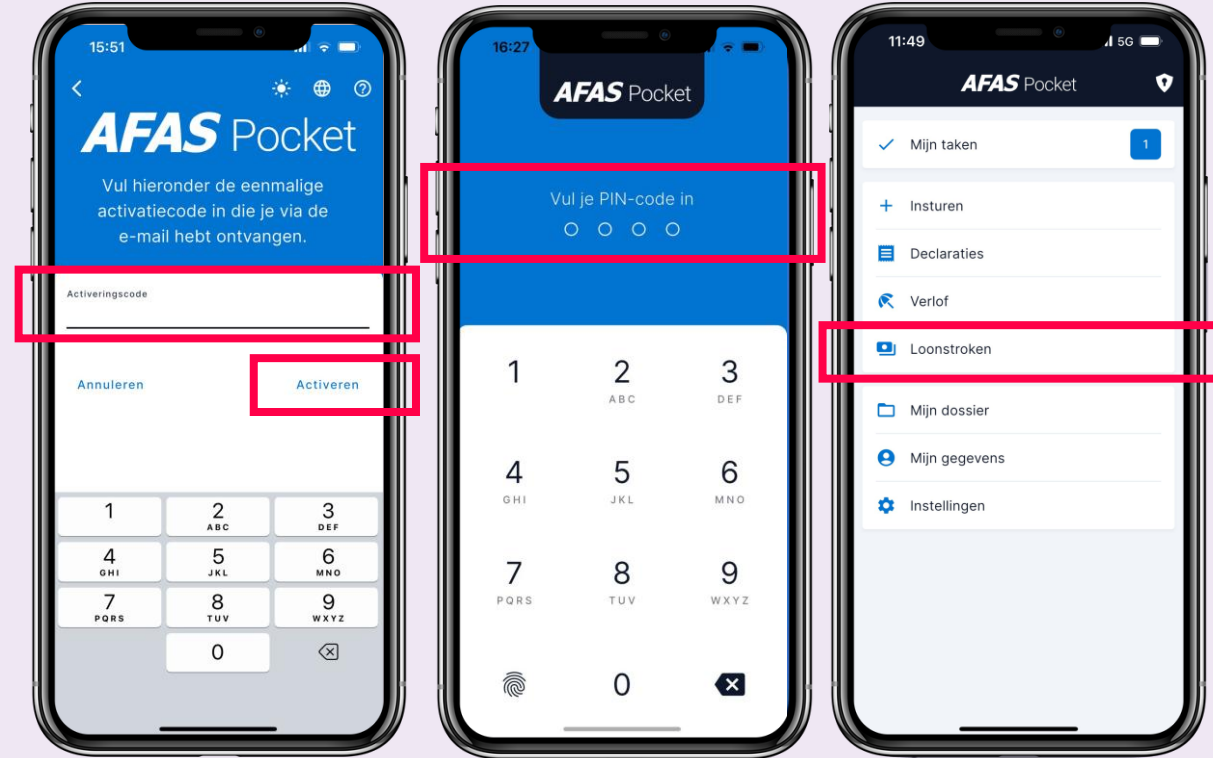 15:51
AFAS Pocket
Vul hieronder de eenmalige
activatiecode in die je via de
e-mail hebt ontvangen.
Activeringscode
Annuleren
Activeren
1
2
ABC
3
DEF
4
GHI
5
JKL
6
MNO
7
PQRS
8
TUV
9
WXYZ
0
16:27
AFAS Pocket
Vul je PIN-code in
1
2
ABC
3
DEF
4
GHI
5
JKL
6
MNO
7
PQRS
8
TUV
9
WXYZ
0
11:49
5G
AFAS Pocket
Mijn taken
1
Insturen
Declaraties
Verlof
Loonstroken
Mijn dossier
Mijn gegevens
Instellingen